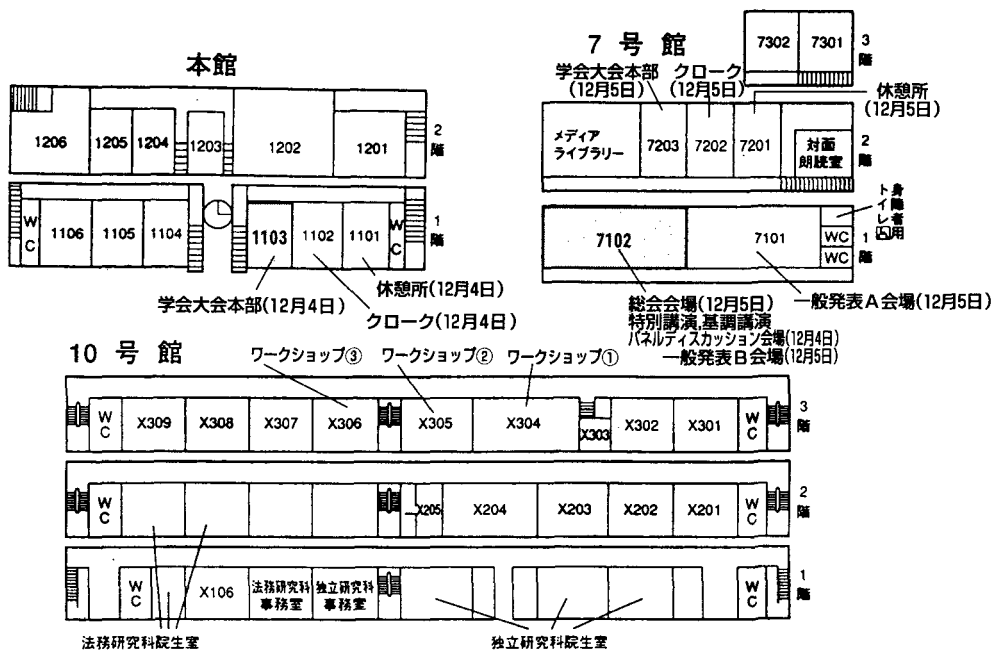 本館
1206 1205 1204 1203 1202 1201
2階
WC 1106 1105 1104 1103 1102 1101 WC
1階
休憩所(12月4日)
学会大会本部(12月4日)
クローク(12月4日)
7号館
7302 7301
3階
学会大会本部
(12月5日)
クローク
(12月5日)
休憩所
(12月5日)
メディア
ライブラリー
7203 7202 7201
対面
朗読室
2階
身障者用
トイレ
7102 7101
WC
WC
1階
総会会場(12月5日)
特別講演,基調講演
パネルディスカッション会場(12月4日)
一般発表B会場(12月5日)
一般発表A会場(12月5日)
10号館
ワークショップ③ ワークショップ② ワークショップ①
WC X309 X308 X307 X306 X305 X304 X303 X302 X301 WC
3階
WC X205 X204 X203 X202 X201 WC
2階
WC X106
法務研究科
事務室
独立研究科
事務室
WC
1階
法務研究科院生室
独立研究科院生室